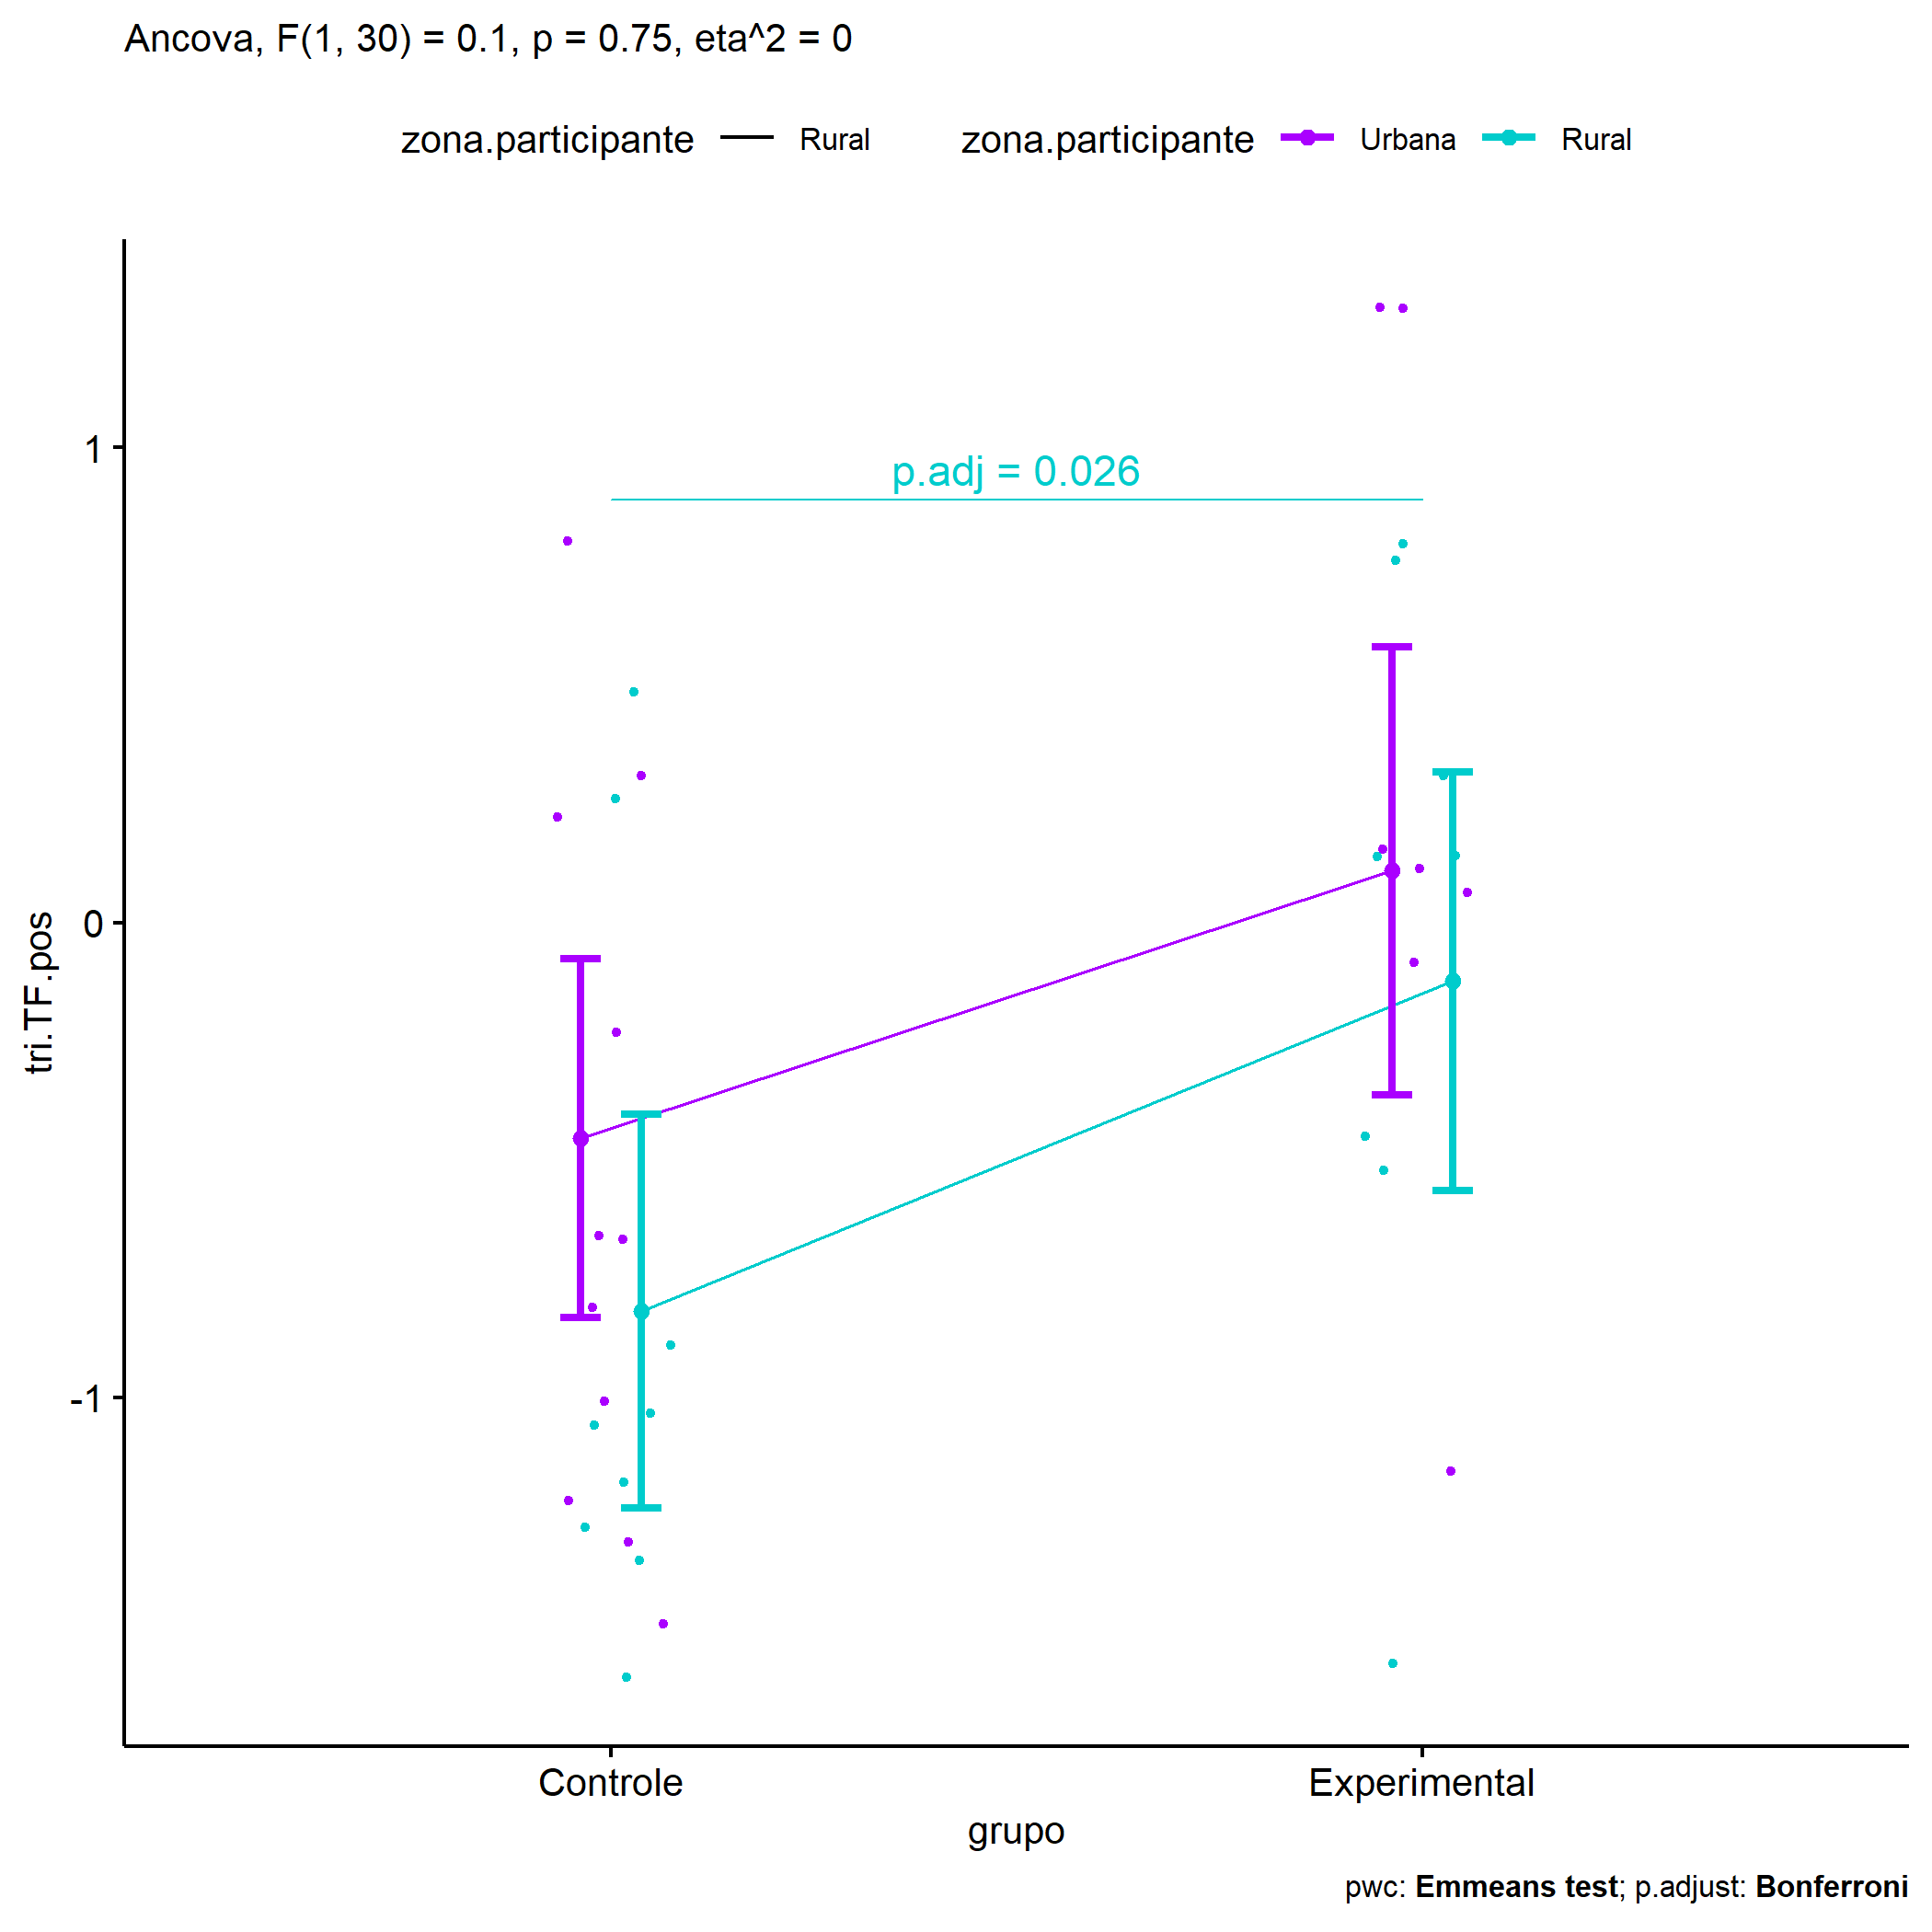 Ancova, F(1, 30) = 0.1, p = 0.75, eta^2 = 0
zona.participante Rural zona.participante Urbana Rural
1
p.adj = 0.026
0
-1
tri.TF.pos
Controle Experimental
grupo
pwc: Emmeans test; p.adjust: Bonferroni